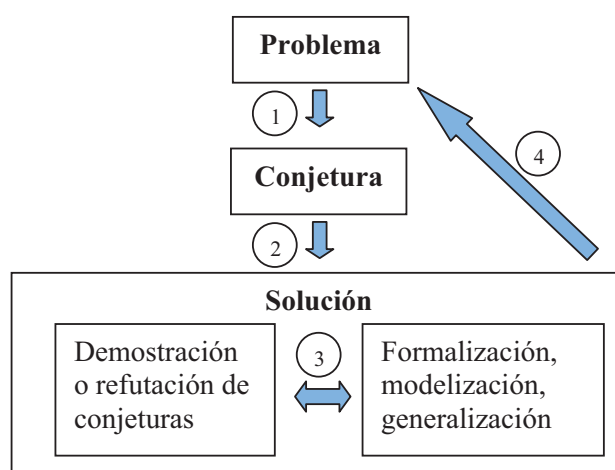 Problema
1
4
Conjetura
2
Solución
Demostración
o refutación de
conjeturas
3
Formalización,
modelización,
generalización